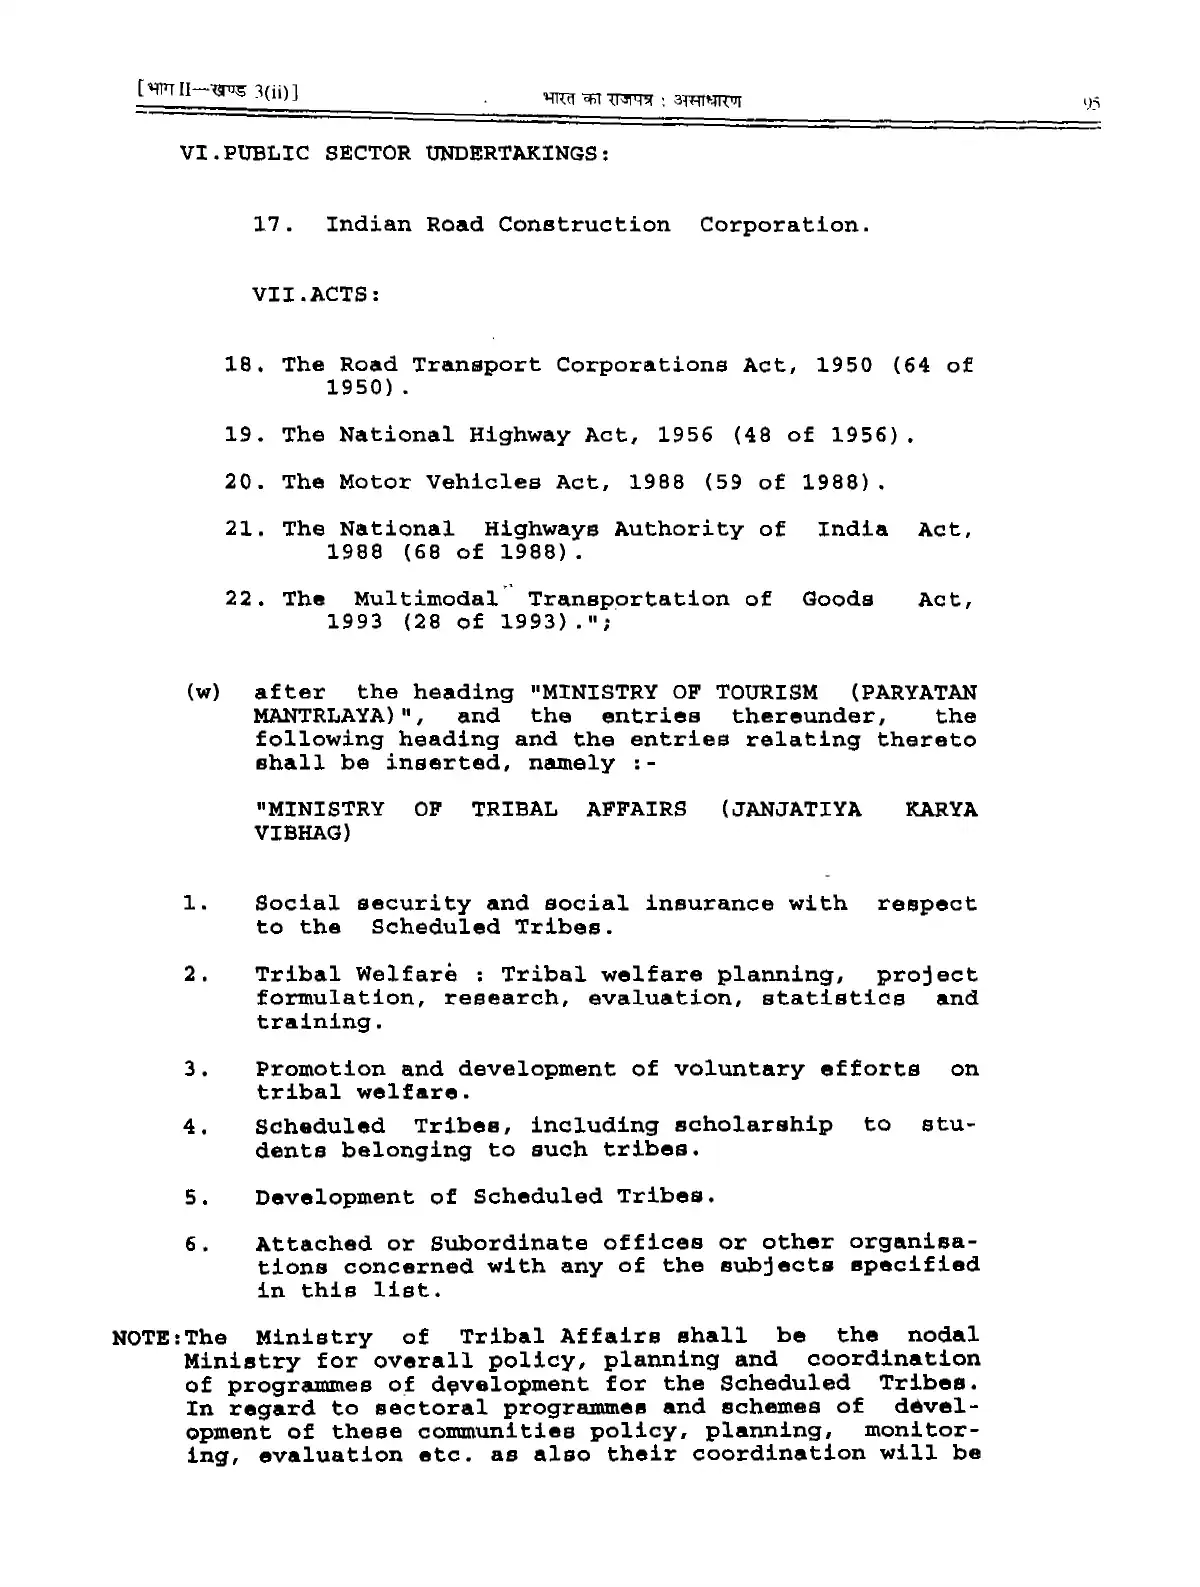 [भाग II—खण्ड 3(ii)]
भारत का राजपत्र : असाधारण
95
VI.PUBLIC SECTOR UNDERTAKINGS:
17. Indian Road Construction Corporation.
VII.ACTS:
18. The Road Transport Corporations Act, 1950 (64 of
1950).
19. The National Highway Act, 1956 (48 of 1956).
20. The Motor Vehicles Act, 1988 (59 of 1988).
21. The National Highways Authority of India Act,
1988 (68 of 1988).
22. The Multimodal Transportation of Goods Act,
1993 (28 of 1993).";
(w) after the heading "MINISTRY OF TOURISM (PARYATAN
MANTRLAYA)", and the entries thereunder, the
following heading and the entries relating thereto
shall be inserted, namely :-
"MINISTRY OF TRIBAL AFFAIRS (JANJATIYA KARYA
VIBHAG)
1. Social security and social insurance with respect
to the Scheduled Tribes.
2. Tribal Welfare : Tribal welfare planning, project
formulation, research, evaluation, statistics and
training.
3. Promotion and development of voluntary efforts on
tribal welfare.
4. Scheduled Tribes, including scholarship to stu-
dents belonging to such tribes.
5. Development of Scheduled Tribes.
6. Attached or Subordinate offices or other organisa-
tions concerned with any of the subjects specified
in this list.
NOTE:The Ministry of Tribal Affairs shall be the nodal
Ministry for overall policy, planning and coordination
of programmes of development for the Scheduled Tribes.
In regard to sectoral programmes and schemes of devel-
opment of these communities policy, planning, monitor-
ing, evaluation etc. as also their coordination will be